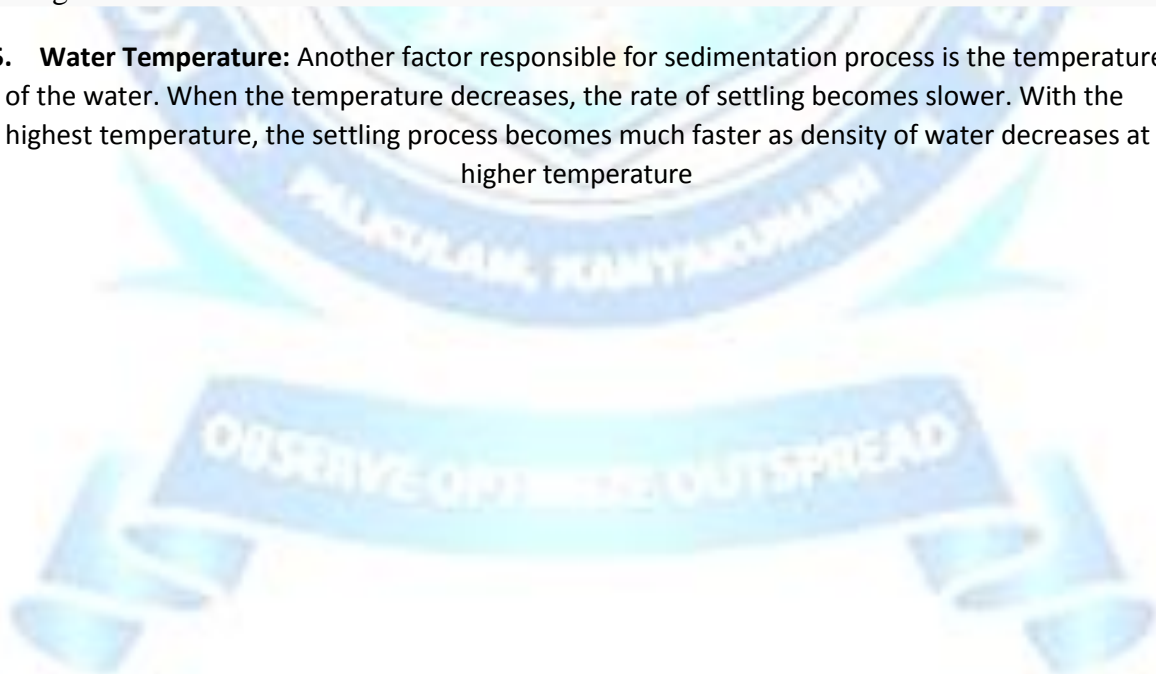 5. Water Temperature: Another factor responsible for sedimentation process is the temperature
of the water. When the temperature decreases, the rate of settling becomes slower. With the
highest temperature, the settling process becomes much faster as density of water decreases at
higher temperature
PALKULAM, KANYAKUMARI
OBSERVE OPTIMIZE OUTSPREAD